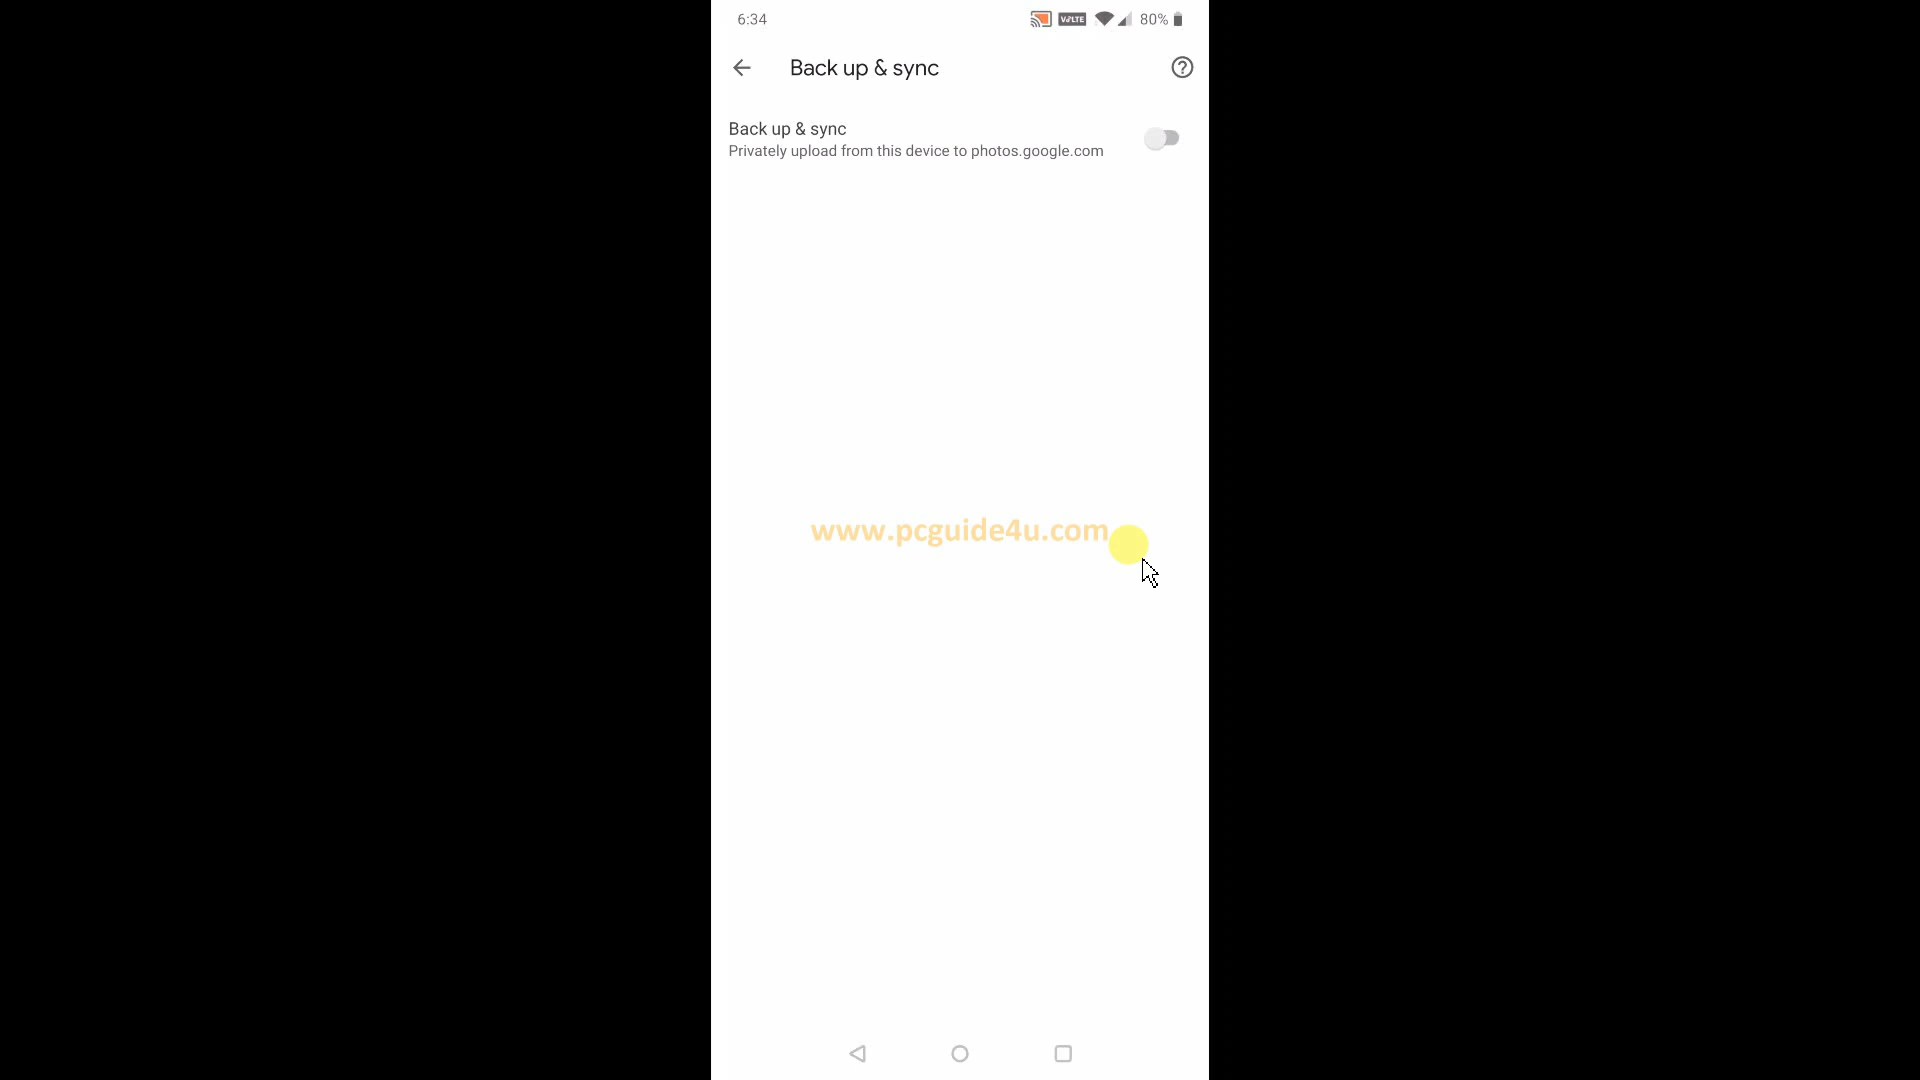 6:34 VoLTE 80%
Back up & sync
Back up & sync
Privately upload from this device to photos.google.com
www.pcguide4u.com